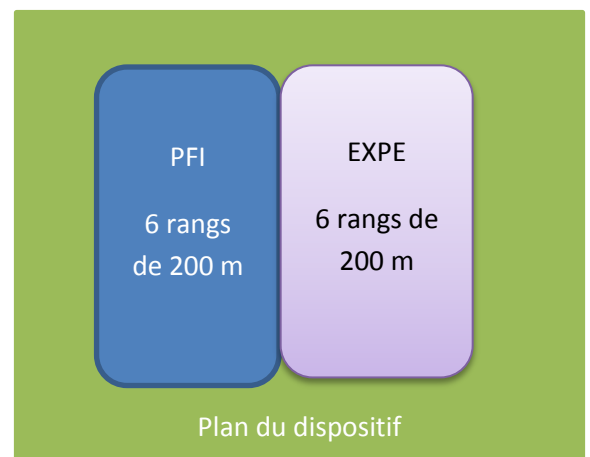 PFI
6 rangs
de 200 m
EXPE
6 rangs de
200 m
Plan du dispositif